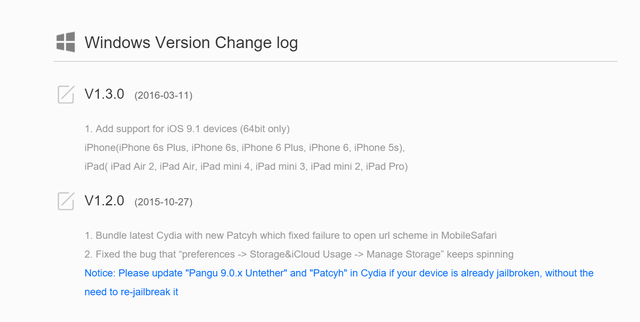 Windows Version Change log
V1.3.0 (2016-03-11)
1. Add support for iOS 9.1 devices (64bit only)
iPhone(iPhone 6s Plus, iPhone 6s, iPhone 6 Plus, iPhone 6, iPhone 5s),
iPad( iPad Air 2, iPad Air, iPad mini 4, iPad mini 3, iPad mini 2, iPad Pro)
V1.2.0 (2015-10-27)
1. Bundle latest Cydia with new Patcyh which fixed failure to open url scheme in MobileSafari
2. Fixed the bug that “preferences -> Storage&iCloud Usage -> Manage Storage” keeps spinning
Notice: Please update "Pangu 9.0.x Untether" and "Patcyh" in Cydia if your device is already jailbroken, without the
need to re-jailbreak it